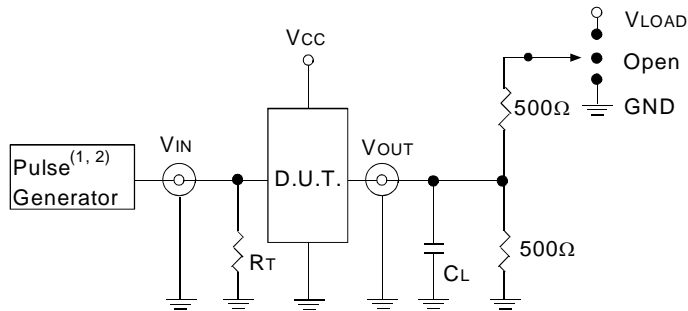 VLOAD
VCC
Open
500Ω
GND
VIN
VOUT
Pulse(1, 2)
Generator
D.U.T.
RT
CL
500Ω